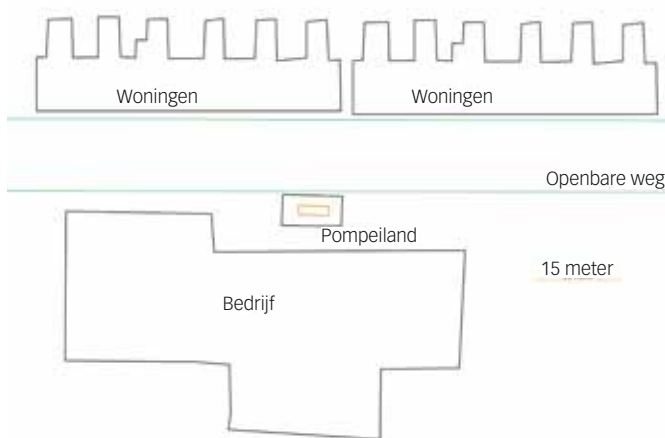 Woningen
Woningen
Openbare weg
Pompeiland
15 meter
Bedrijf